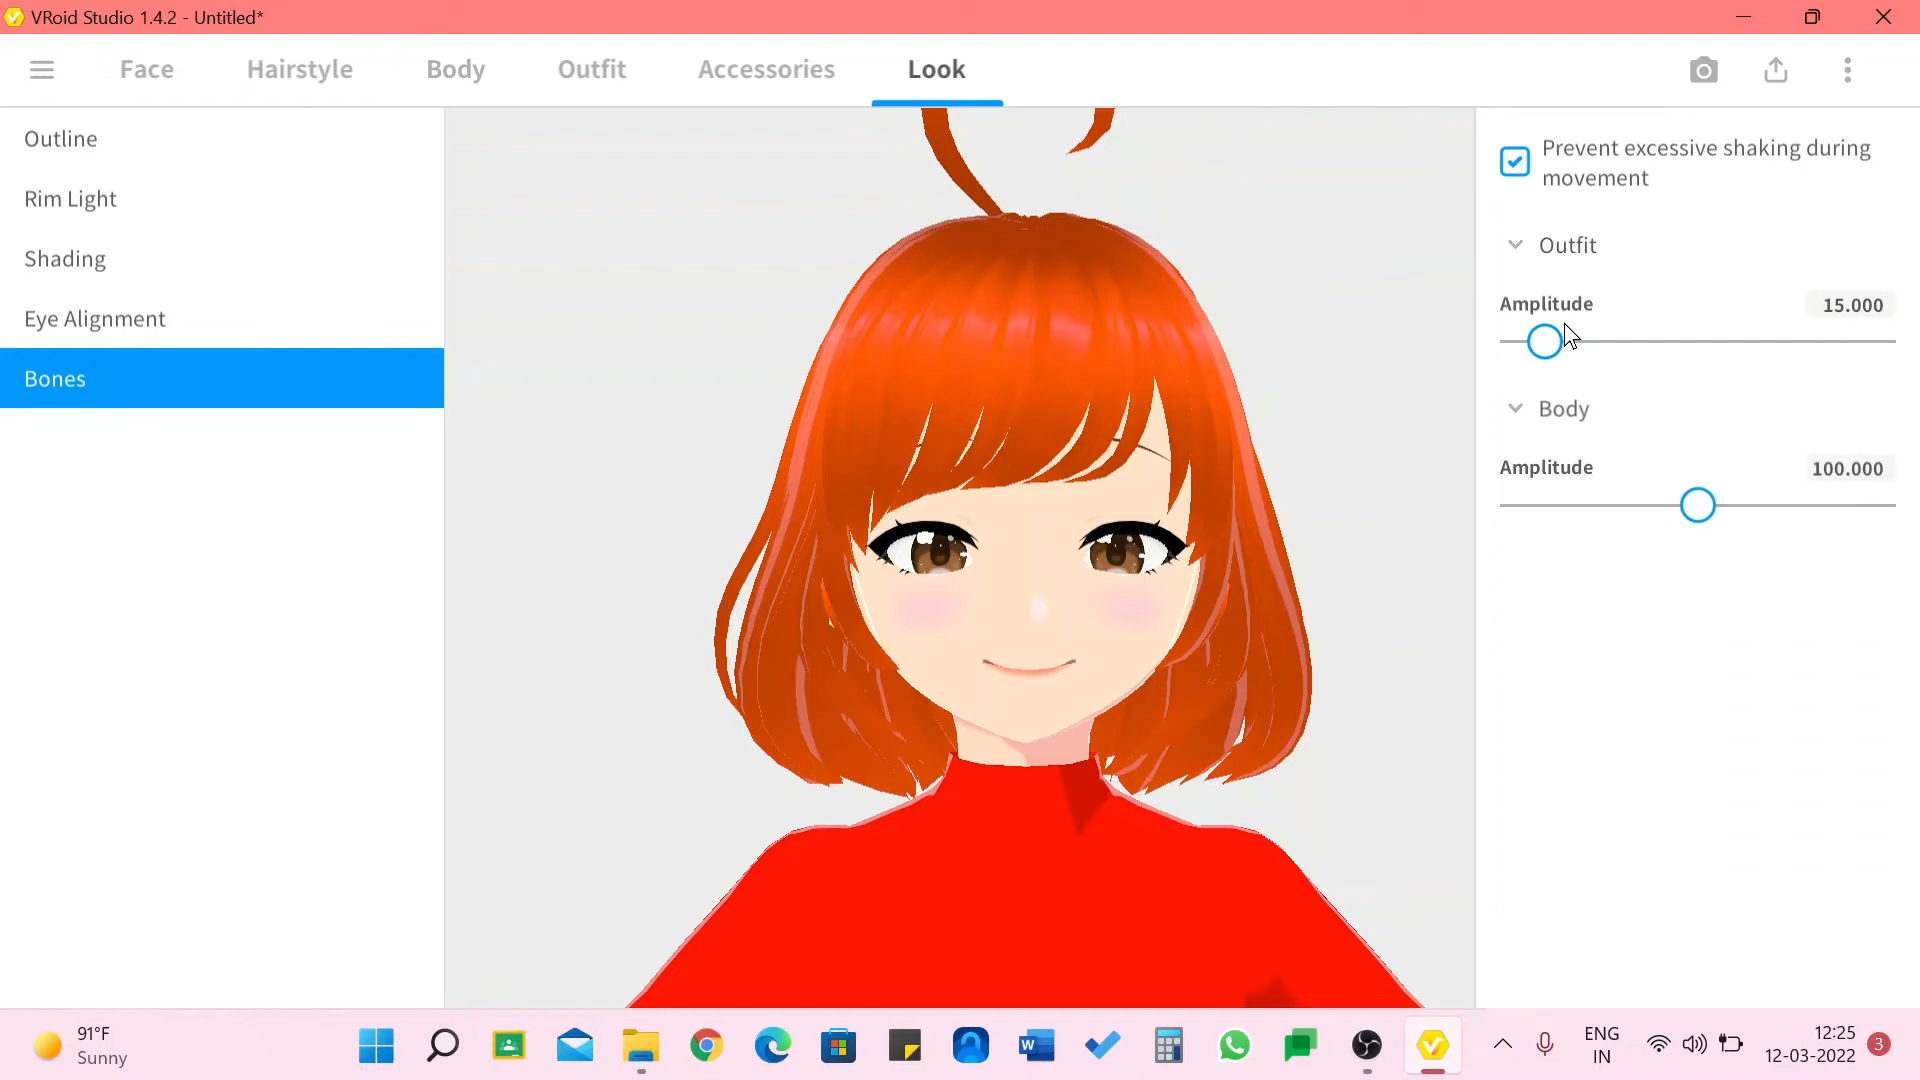 VRoid Studio 1.4.2 - Untitled*
Face Hairstyle Body Outfit Accessories Look
Outline
Rim Light
Shading
Eye Alignment
Bones
Prevent excessive shaking during
movement
Outfit
Amplitude 15.000
Body
Amplitude 100.000
91°F
Sunny
W
ENG
IN
12:25
12-03-2022
3